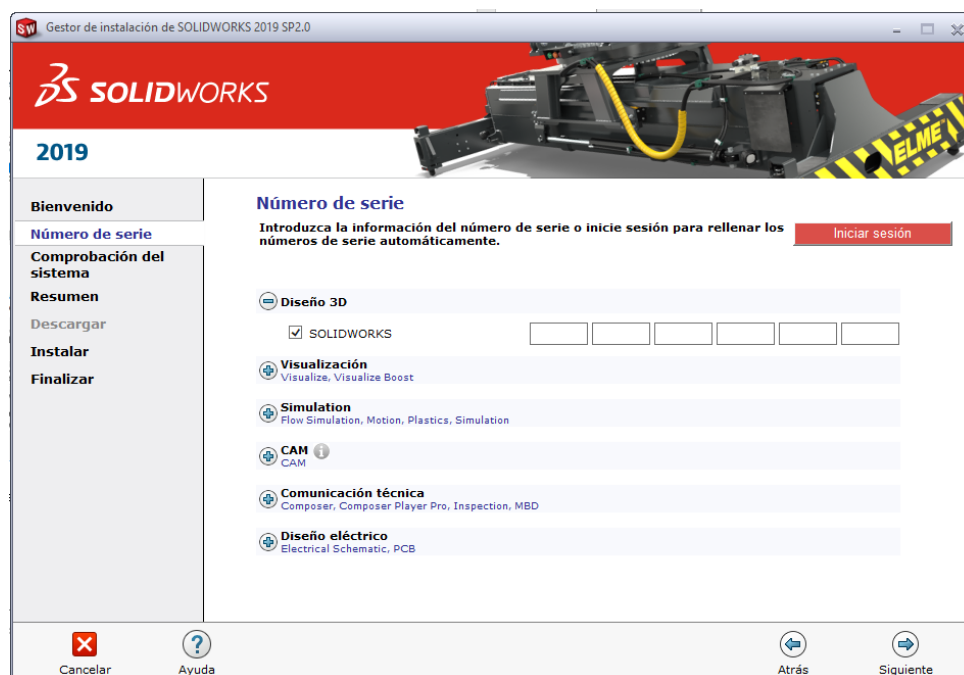 SW Gestor de instalación de SOLIDWORKS 2019 SP2.0
SOLIDWORKS
2019
ELME
Bienvenido
Número de serie
Comprobación del
sistema
Resumen
Descargar
Instalar
Finalizar
Número de serie
Introduzca la información del número de serie o inicie sesión para rellenar los
números de serie automáticamente.
Iniciar sesión
Diseño 3D
SOLIDWORKS
Visualización
Visualize, Visualize Boost
Simulation
Flow Simulation, Motion, Plastics, Simulation
CAM
CAM
Comunicación técnica
Composer, Composer Player Pro, Inspection, MBD
Diseño eléctrico
Electrical Schematic, PCB
Cancelar
Ayuda
Atrás
Siguiente